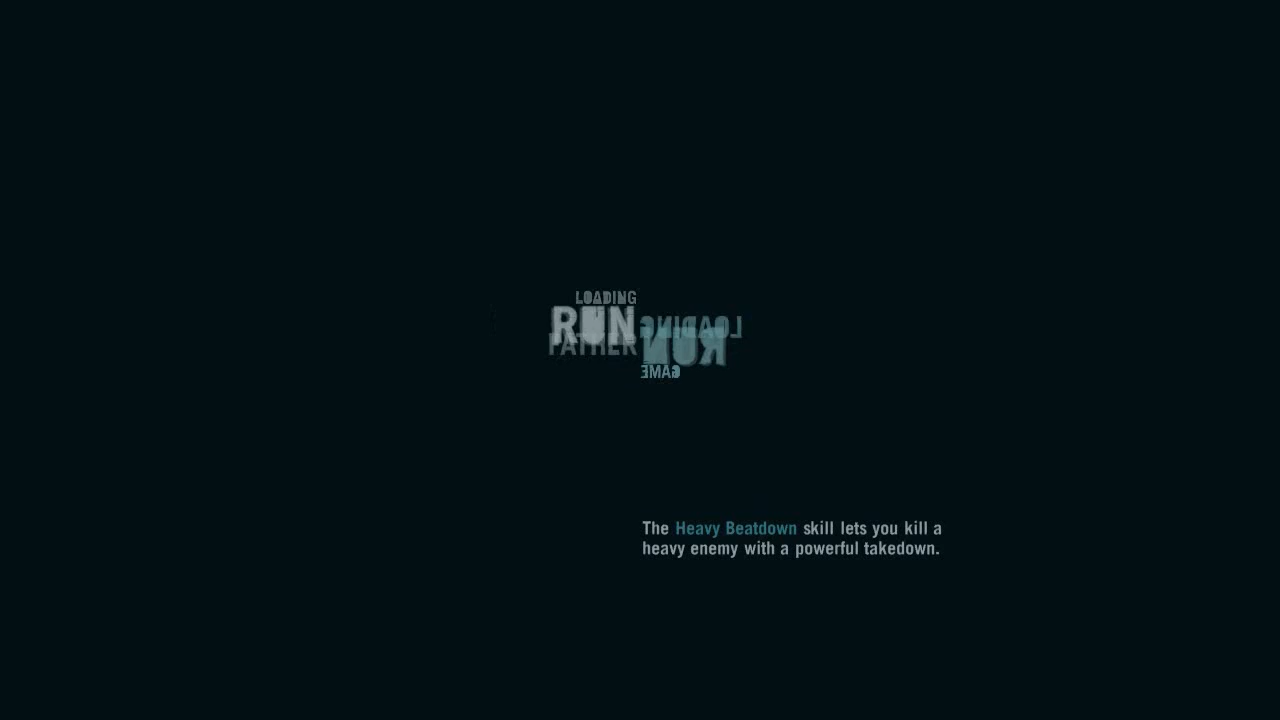 LOADING
RUN
FATHER
LOADING
RUN
GAME
The Heavy Beatdown skill lets you kill a
heavy enemy with a powerful takedown.